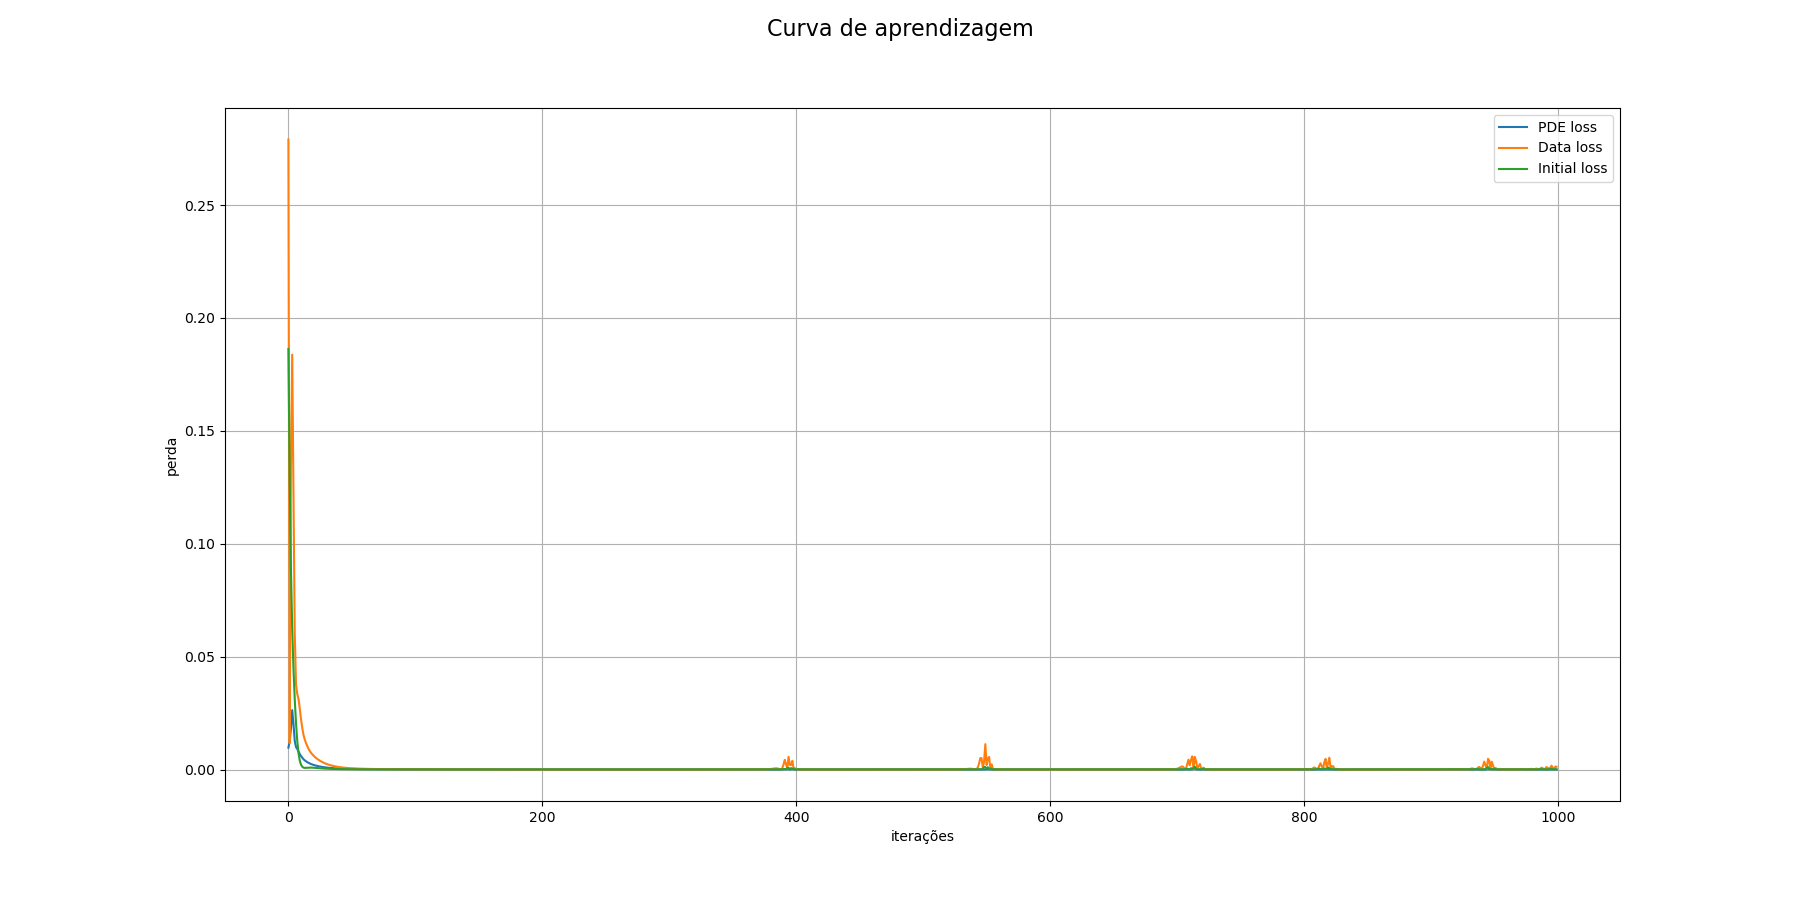 Curva de aprendizagem
PDE loss
Data loss
Initial loss
0.25
0.20
0.15
0.10
0.05
0.00
perda
0
200
400
600
800
1000
iterações